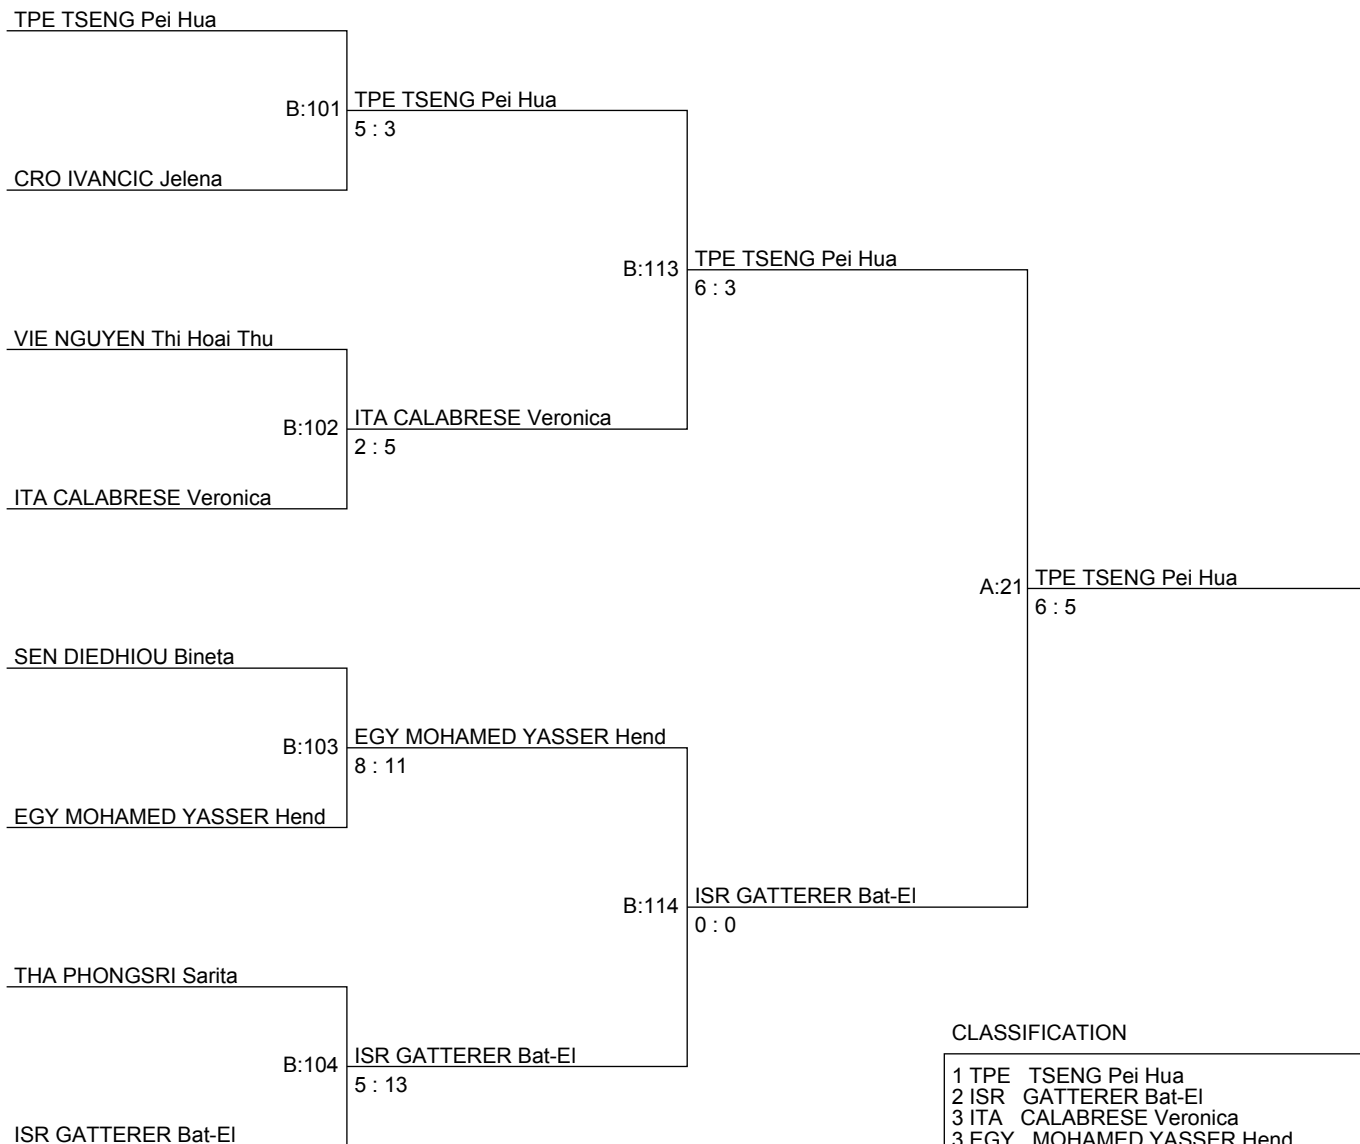 TPE TSENG Pei Hua
B:101
TPE TSENG Pei Hua
5 : 3
CRO IVANCIC Jelena
B:113
TPE TSENG Pei Hua
6 : 3
VIE NGUYEN Thi Hoai Thu
B:102
ITA CALABRESE Veronica
2 : 5
ITA CALABRESE Veronica
A:21
TPE TSENG Pei Hua
6 : 5
SEN DIEDHIOU Bineta
B:103
EGY MOHAMED YASSER Hend
8 : 11
EGY MOHAMED YASSER Hend
B:114
ISR GATTERER Bat-El
0 : 0
THA PHONGSRI Sarita
B:104
ISR GATTERER Bat-El
5 : 13
ISR GATTERER Bat-El
CLASSIFICATION
1 TPE TSENG Pei Hua
2 ISR GATTERER Bat-El
3 ITA CALABRESE Veronica
3 EGY MOHAMED YASSER Hend